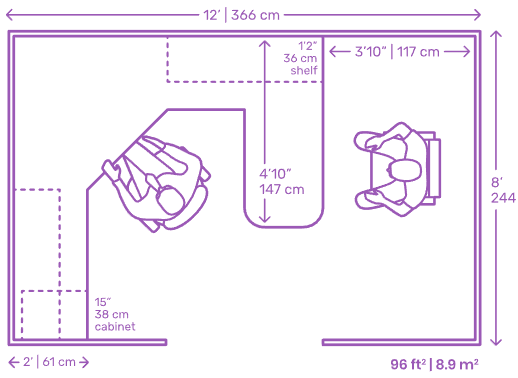 12’ | 366 cm
1’2”
36 cm
shelf
3’10” | 117 cm
4’10”
147 cm
8’
244
15”
38 cm
cabinet
2’ | 61 cm
96 ft² | 8.9 m²